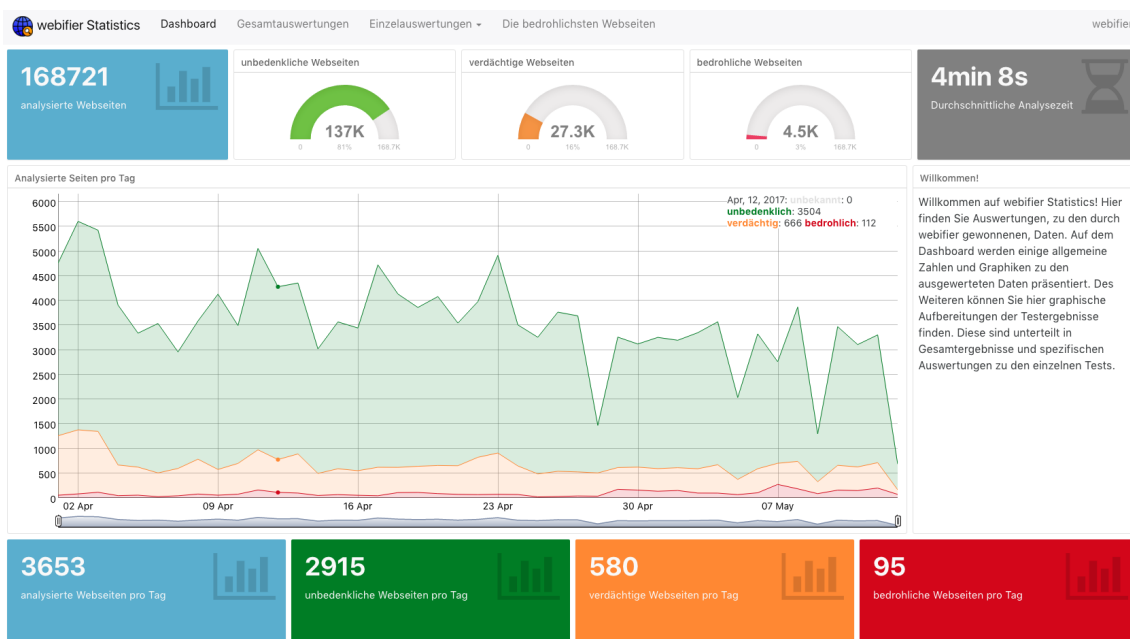 webifier Statistics Dashboard Gesamtauswertungen Einzelauswertungen Die bedrohlichsten Webseiten webifier
168721
analysierte Webseiten
unbedenkliche Webseiten
137K
0 81% 168.7K
verdächtige Webseiten
27.3K
0 16% 168.7K
bedrohliche Webseiten
4.5K
0 3% 168.7K
4min 8s
Durchschnittliche Analysezeit
Analysierte Seiten pro Tag
Apr, 12, 2017: unbekannt: 0
unbedenklich: 3504
verdächtig: 666 bedrohlich: 112
6000
5500
5000
4500
4000
3500
3000
2500
2000
1500
1000
500
0
02 Apr 09 Apr 16 Apr 23 Apr 30 Apr 07 May
Willkommen!
Willkommen auf webifier Statistics! Hier
finden Sie Auswertungen, zu den durch
webifier gewonnenen, Daten. Auf dem
Dashboard werden einige allgemeine
Zahlen und Graphiken zu den
ausgewerteten Daten präsentiert. Des
Weiteren können Sie hier graphische
Aufbereitungen der Testergebnisse
finden. Diese sind unterteilt in
Gesamtergebnisse und spezifischen
Auswertungen zu den einzelnen Tests.
3653
analysierte Webseiten pro Tag
2915
unbedenkliche Webseiten pro Tag
580
verdächtige Webseiten pro Tag
95
bedrohliche Webseiten pro Tag